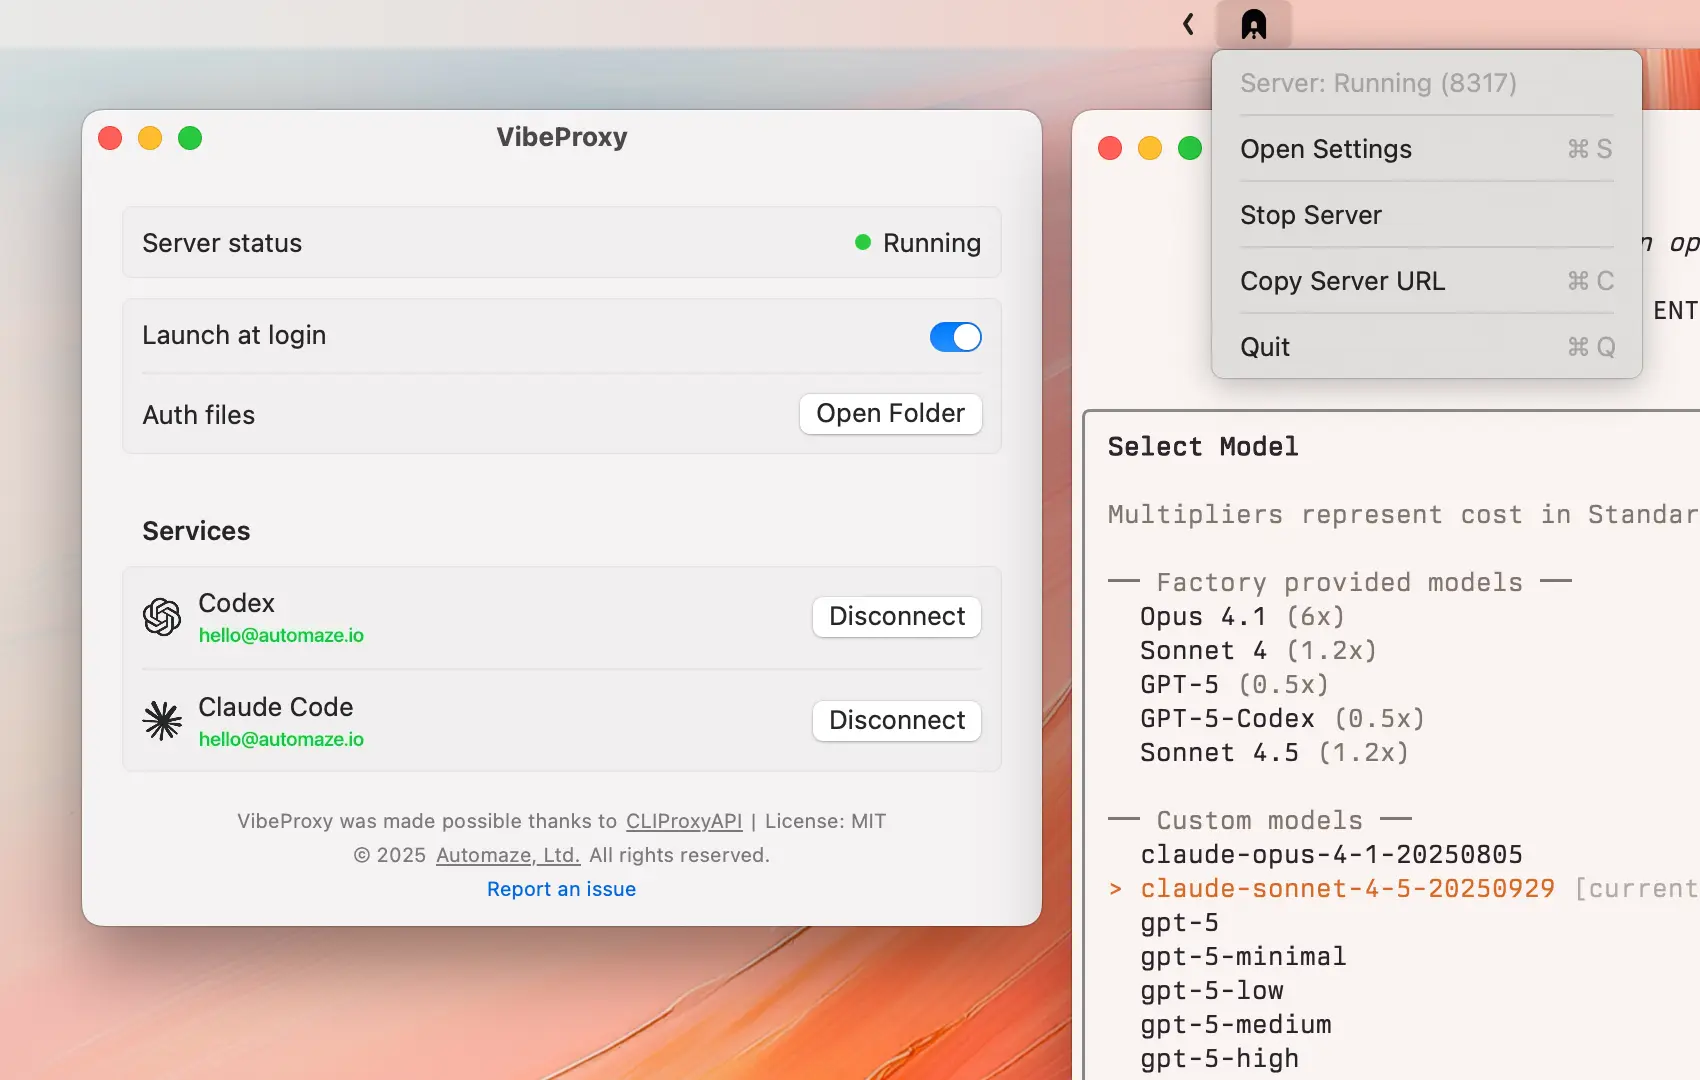 Server: Running (8317)
Open Settings ⌘ S
Stop Server
Copy Server URL ⌘ C
Quit ⌘ Q
VibeProxy
Server status Running
Launch at login
Auth files Open Folder
Services
Codex
hello@automaze.io
Disconnect
Claude Code
hello@automaze.io
Disconnect
VibeProxy was made possible thanks to CLIProxyAPI | License: MIT
© 2025 Automaze, Ltd. All rights reserved.
Report an issue
ENT
Select Model
Multipliers represent cost in Standar
── Factory provided models ──
Opus 4.1 (6x)
Sonnet 4 (1.2x)
GPT-5 (0.5x)
GPT-5-Codex (0.5x)
Sonnet 4.5 (1.2x)
── Custom models ──
claude-opus-4-1-20250805
> claude-sonnet-4-5-20250929 [current
gpt-5
gpt-5-minimal
gpt-5-low
gpt-5-medium
gpt-5-high